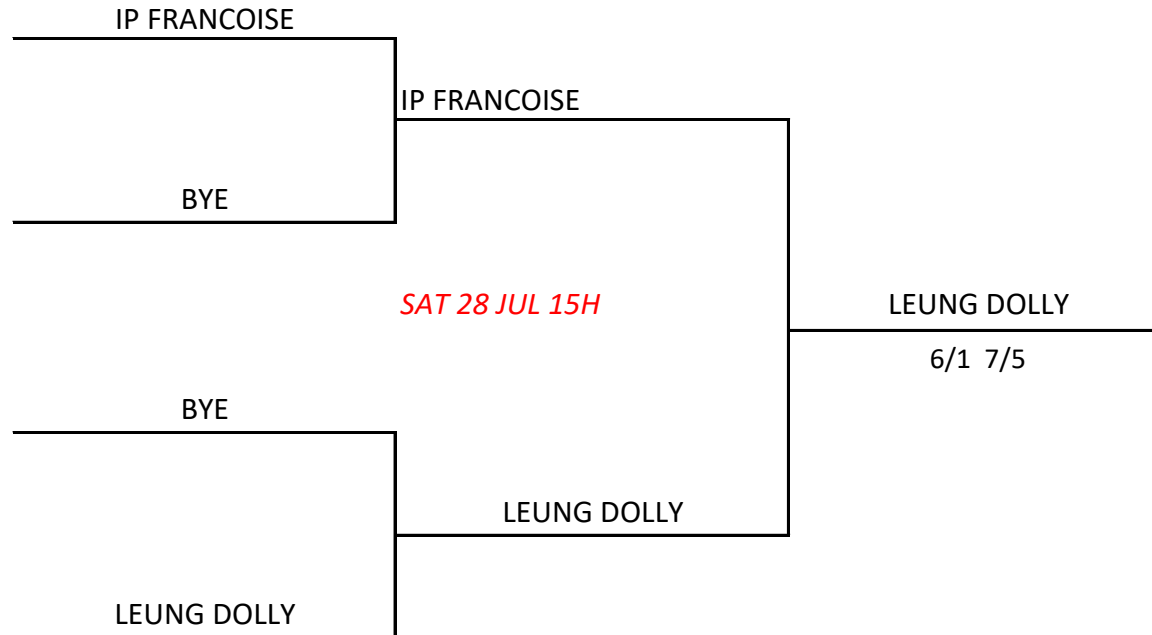 IP FRANCOISE
IP FRANCOISE
BYE
SAT 28 JUL 15H
LEUNG DOLLY
6/1 7/5
BYE
LEUNG DOLLY
LEUNG DOLLY